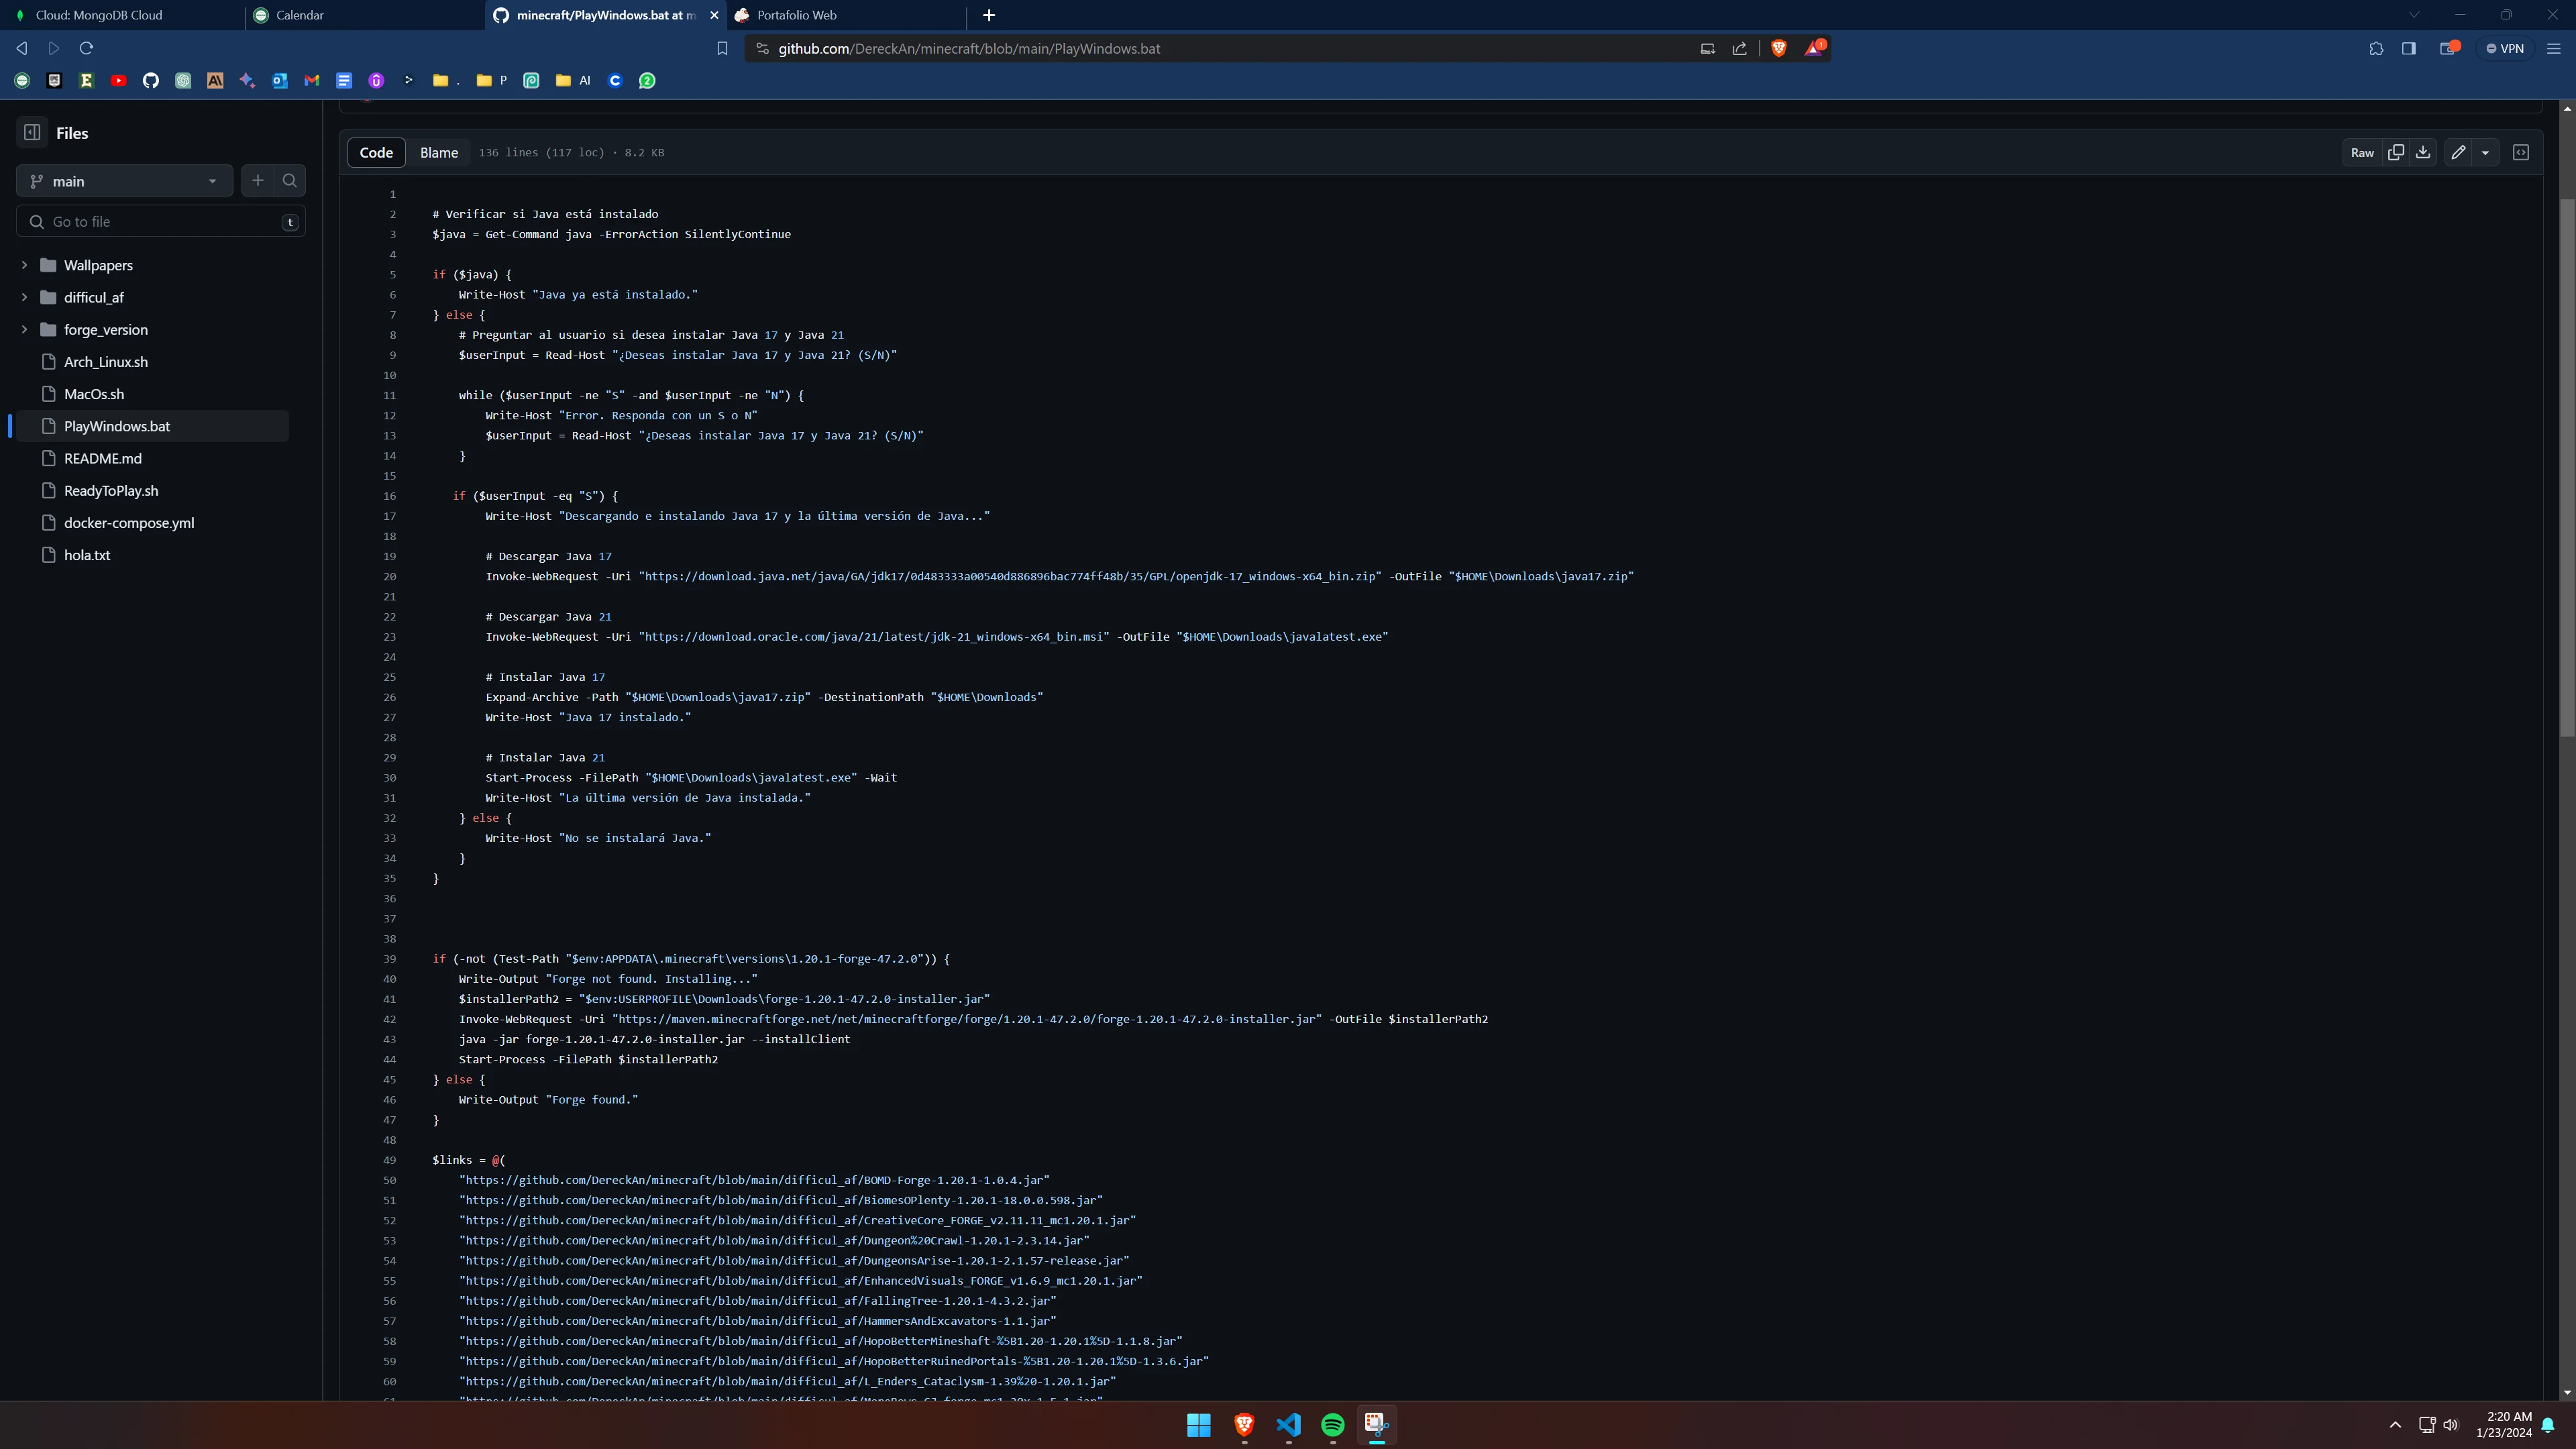 Cloud: MongoDB Cloud
Calendar
minecraft/PlayWindows.bat at m
Portafolio Web
github.com/DereckAn/minecraft/blob/main/PlayWindows.bat
1
VPN
.
P
AI
2
Files
main
Go to file
t
Wallpapers
difficul_af
forge_version
Arch_Linux.sh
MacOs.sh
PlayWindows.bat
README.md
ReadyToPlay.sh
docker-compose.yml
hola.txt
Code
Blame
136 lines (117 loc) · 8.2 KB
Raw
1
2 # Verificar si Java está instalado
3 $java = Get-Command java -ErrorAction SilentlyContinue
4
5 if ($java) {
6 Write-Host "Java ya está instalado."
7 } else {
8 # Preguntar al usuario si desea instalar Java 17 y Java 21
9 $userInput = Read-Host "¿Deseas instalar Java 17 y Java 21? (S/N)"
10
11 while ($userInput -ne "S" -and $userInput -ne "N") {
12 Write-Host "Error. Responda con un S o N"
13 $userInput = Read-Host "¿Deseas instalar Java 17 y Java 21? (S/N)"
14 }
15
16 if ($userInput -eq "S") {
17 Write-Host "Descargando e instalando Java 17 y la última versión de Java..."
18
19 # Descargar Java 17
20 Invoke-WebRequest -Uri "https://download.java.net/java/GA/jdk17/0d483333a00540d886896bac774ff48b/35/GPL/openjdk-17_windows-x64_bin.zip" -OutFile "$HOME\Downloads\java17.zip"
21
22 # Descargar Java 21
23 Invoke-WebRequest -Uri "https://download.oracle.com/java/21/latest/jdk-21_windows-x64_bin.msi" -OutFile "$HOME\Downloads\javalatest.exe"
24
25 # Instalar Java 17
26 Expand-Archive -Path "$HOME\Downloads\java17.zip" -DestinationPath "$HOME\Downloads"
27 Write-Host "Java 17 instalado."
28
29 # Instalar Java 21
30 Start-Process -FilePath "$HOME\Downloads\javalatest.exe" -Wait
31 Write-Host "La última versión de Java instalada."
32 } else {
33 Write-Host "No se instalará Java."
34 }
35 }
36
37
38
39 if (-not (Test-Path "$env:APPDATA\.minecraft\versions\1.20.1-forge-47.2.0")) {
40 Write-Output "Forge not found. Installing..."
41 $installerPath2 = "$env:USERPROFILE\Downloads\forge-1.20.1-47.2.0-installer.jar"
42 Invoke-WebRequest -Uri "https://maven.minecraftforge.net/net/minecraftforge/forge/1.20.1-47.2.0/forge-1.20.1-47.2.0-installer.jar" -OutFile $installerPath2
43 java -jar forge-1.20.1-47.2.0-installer.jar --installClient
44 Start-Process -FilePath $installerPath2
45 } else {
46 Write-Output "Forge found."
47 }
48
49 $links = @(
50 "https://github.com/DereckAn/minecraft/blob/main/difficul_af/BOMD-Forge-1.20.1-1.0.4.jar"
51 "https://github.com/DereckAn/minecraft/blob/main/difficul_af/BiomesOPlenty-1.20.1-18.0.0.598.jar"
52 "https://github.com/DereckAn/minecraft/blob/main/difficul_af/CreativeCore_FORGE_v2.11.11_mc1.20.1.jar"
53 "https://github.com/DereckAn/minecraft/blob/main/difficul_af/Dungeon%20Crawl-1.20.1-2.3.14.jar"
54 "https://github.com/DereckAn/minecraft/blob/main/difficul_af/DungeonsArise-1.20.1-2.1.57-release.jar"
55 "https://github.com/DereckAn/minecraft/blob/main/difficul_af/EnhancedVisuals_FORGE_v1.6.9_mc1.20.1.jar"
56 "https://github.com/DereckAn/minecraft/blob/main/difficul_af/FallingTree-1.20.1-4.3.2.jar"
57 "https://github.com/DereckAn/minecraft/blob/main/difficul_af/HammersAndExcavators-1.1.jar"
58 "https://github.com/DereckAn/minecraft/blob/main/difficul_af/HopoBetterMineshaft-%5B1.20-1.20.1%5D-1.1.8.jar"
59 "https://github.com/DereckAn/minecraft/blob/main/difficul_af/HopoBetterRuinedPortals-%5B1.20-1.20.1%5D-1.3.6.jar"
60 "https://github.com/DereckAn/minecraft/blob/main/difficul_af/L_Enders_Cataclysm-1.39%20-1.20.1.jar"
2:20 AM
1/23/2024